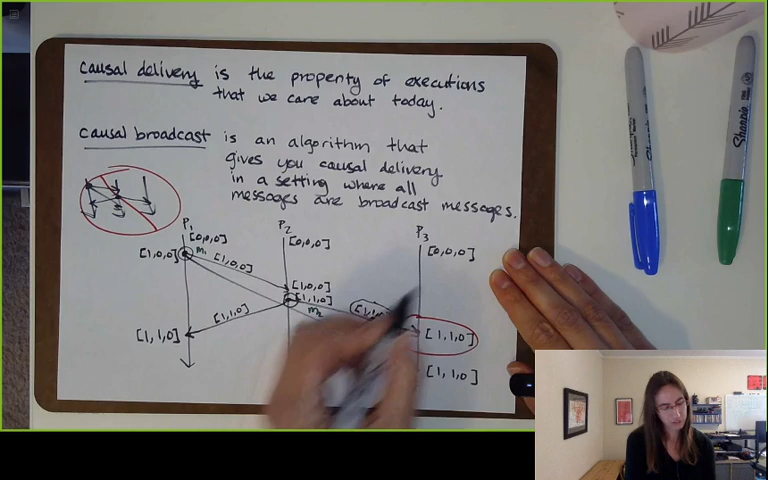 causal delivery is the property of executions
that we care about today.
causal broadcast is an algorithm that
gives you causal delivery
in a setting where all
messages are broadcast messages.
P1 P2 P3
[0,0,0] [0,0,0] [0,0,0]
[1,0,0] m1 [1,0,0]
[1,0,0]
[1,1,0]
m2
[1,1,0]
[1,1,0] [1,1,0]
[1,1,0]
Sharpie
Sharpie